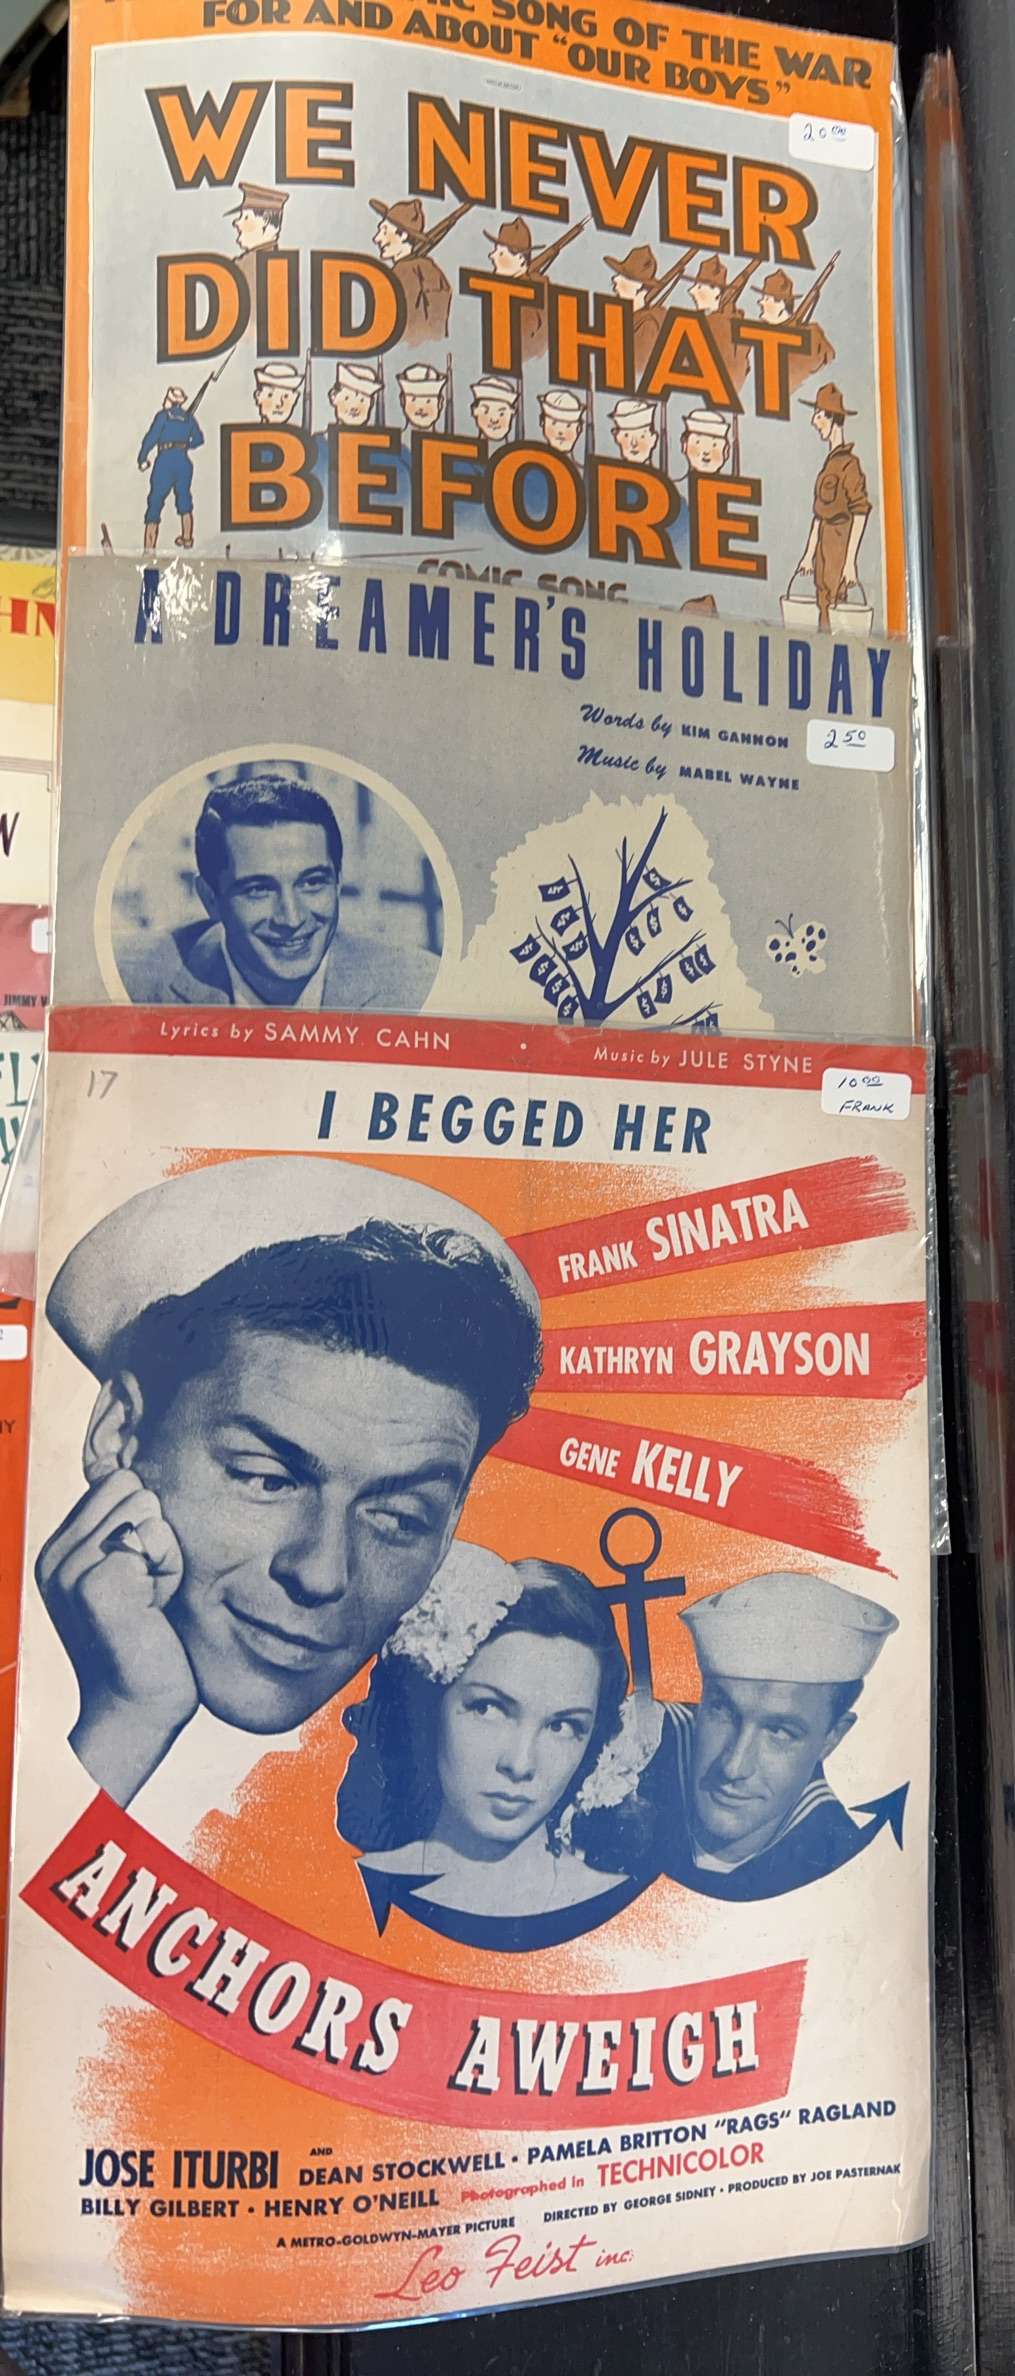 SONG OF THE WAR
FOR AND ABOUT "OUR BOYS"
20 00
WE NEVER
DID THAT
BEFORE
COMIC SONG
A DREAMER'S HOLIDAY
Words by KIM GANNON
Music by MABEL WAYNE
2 50
Lyrics by SAMMY CAHN • Music by JULE STYNE
17
10 00
FRANK
I BEGGED HER
FRANK SINATRA
KATHRYN GRAYSON
GENE KELLY
ANCHORS AWEIGH
JOSE ITURBI AND DEAN STOCKWELL • PAMELA BRITTON "RAGS" RAGLAND
BILLY GILBERT • HENRY O'NEILL Photographed in TECHNICOLOR
A METRO-GOLDWYN-MAYER PICTURE DIRECTED BY GEORGE SIDNEY • PRODUCED BY JOE PASTERNAK
Leo Feist inc.
JIMMY